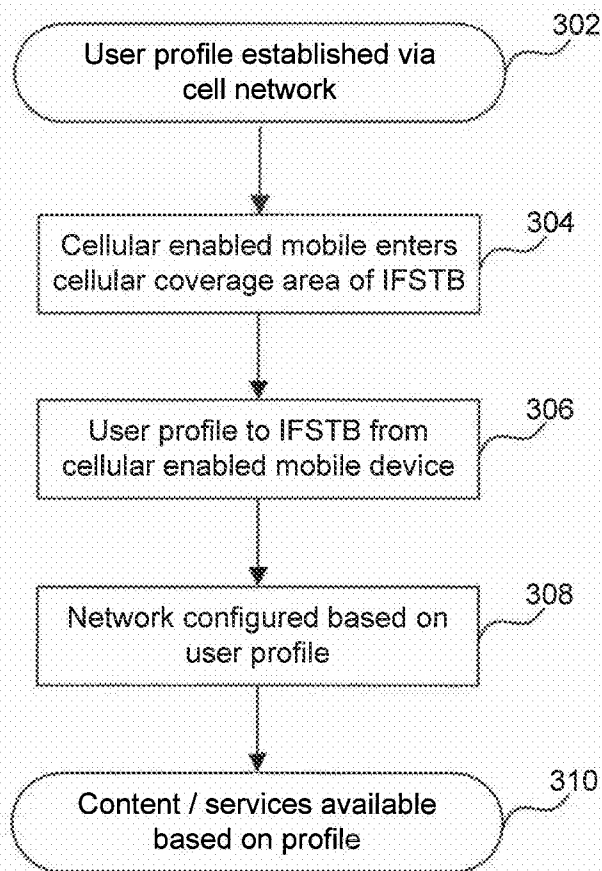 302
User profile established via
cell network
304
Cellular enabled mobile enters
cellular coverage area of IFSTB
306
User profile to IFSTB from
cellular enabled mobile device
308
Network configured based on
user profile
310
Content / services available
based on profile